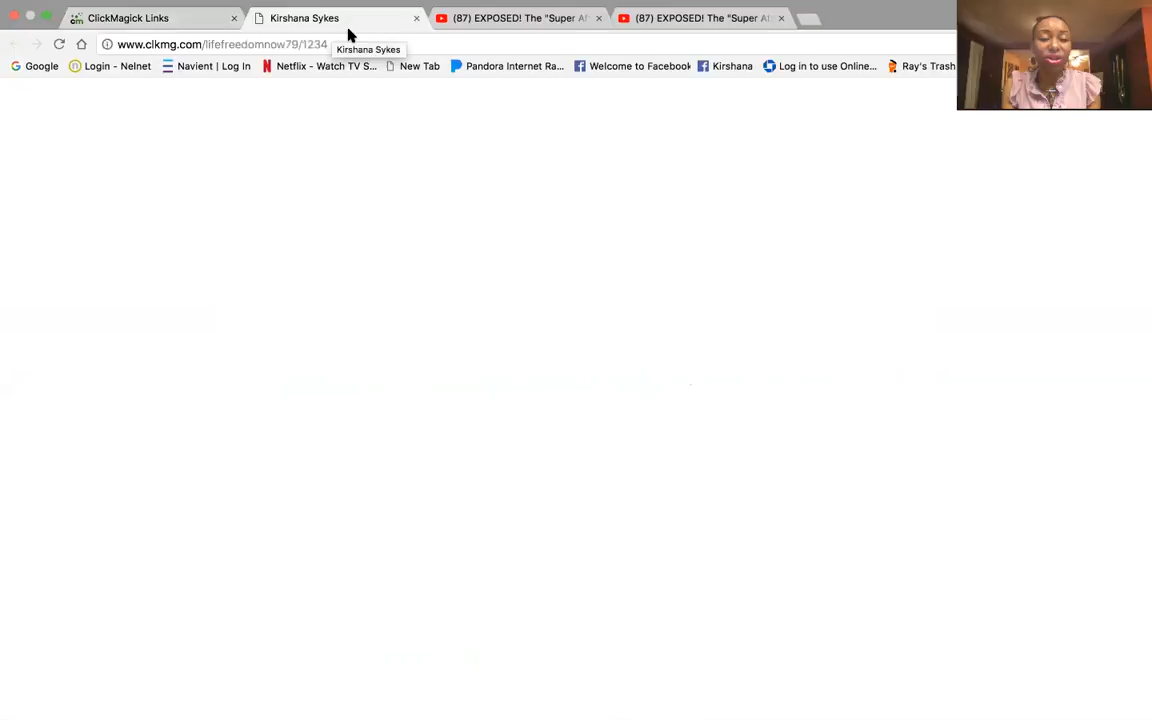 ClickMagick Links
Kirshana Sykes
(87) EXPOSED! The "Super Af
(87) EXPOSED! The "Super Af
www.clkmg.com/lifefreedomnow79/1234
Kirshana Sykes
Google
Login - Nelnet
Navient | Log In
Netflix - Watch TV S...
New Tab
Pandora Internet Ra...
Welcome to Facebook
Kirshana
Log in to use Online...
Ray's Trash